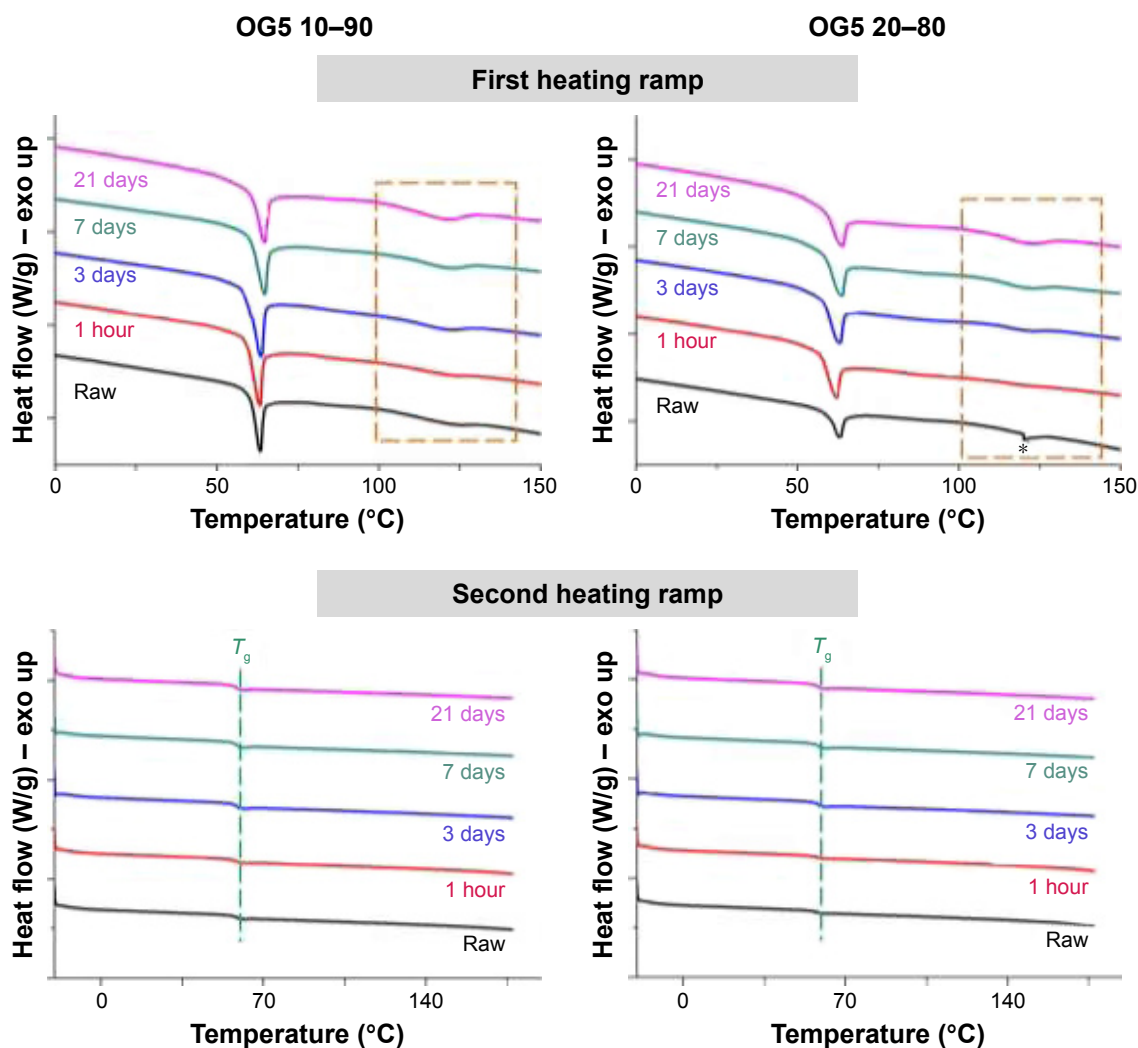 OG5 10–90
OG5 20–80
First heating ramp
Heat flow (W/g) – exo up
21 days
7 days
3 days
1 hour
Raw
0 50 100 150
Temperature (°C)
Heat flow (W/g) – exo up
21 days
7 days
3 days
1 hour
Raw
*
0 50 100 150
Temperature (°C)
Second heating ramp
Heat flow (W/g) – exo up
Tg
21 days
7 days
3 days
1 hour
Raw
0 70 140
Temperature (°C)
Heat flow (W/g) – exo up
Tg
21 days
7 days
3 days
1 hour
Raw
0 70 140
Temperature (°C)